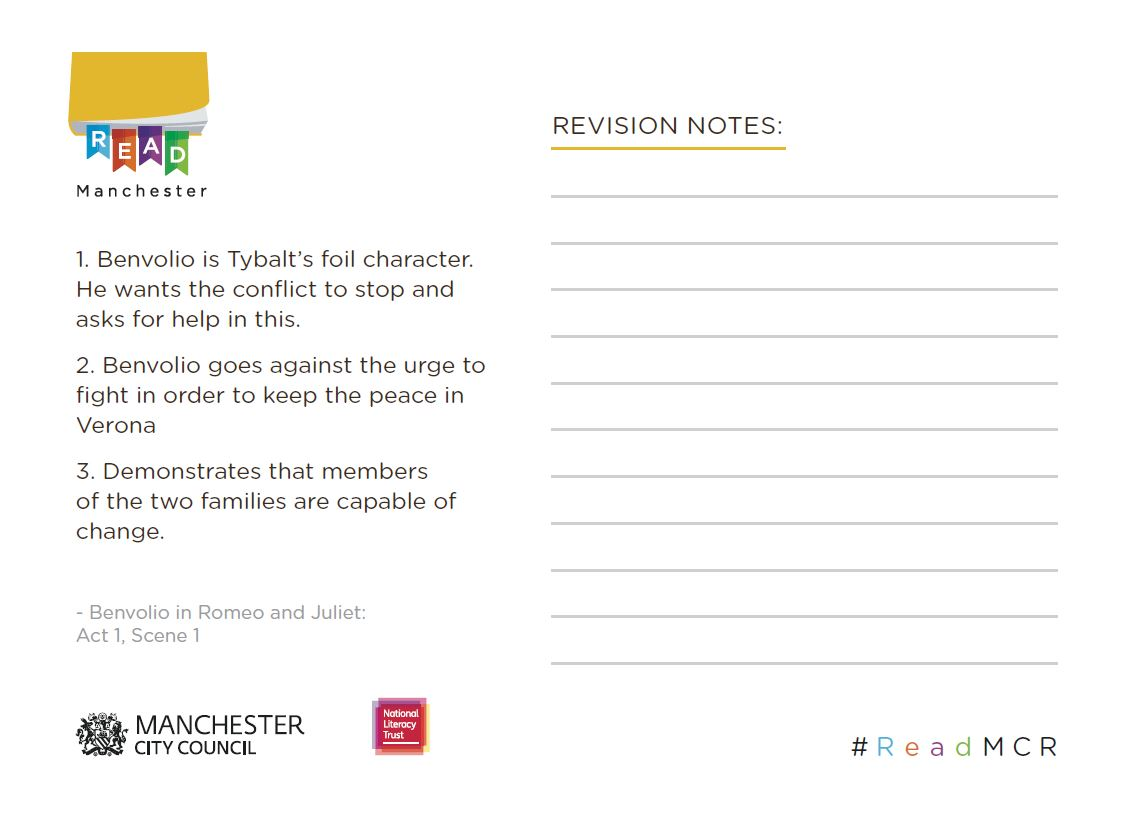 READ
Manchester
1. Benvolio is Tybalt’s foil character.
He wants the conflict to stop and
asks for help in this.
2. Benvolio goes against the urge to
fight in order to keep the peace in
Verona
3. Demonstrates that members
of the two families are capable of
change.
- Benvolio in Romeo and Juliet:
Act 1, Scene 1
MANCHESTER
CITY COUNCIL
National
Literacy
Trust
REVISION NOTES:
#ReadMCR